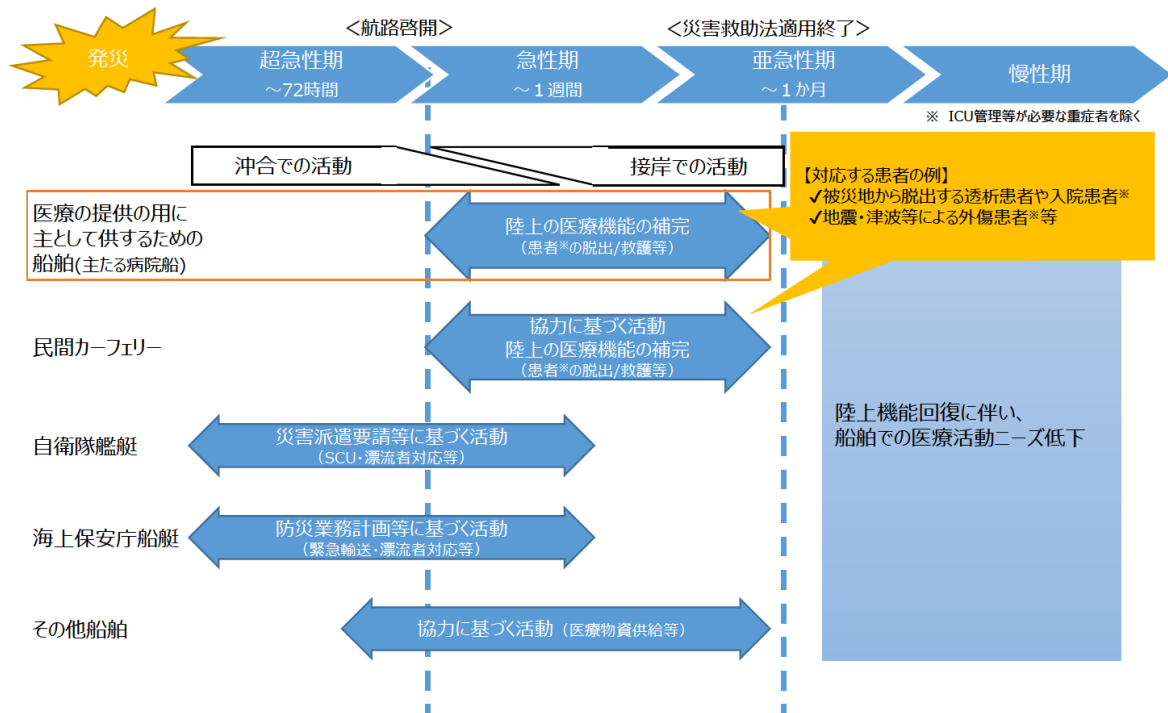 <航路啓開>
<災害救助法適用終了>
発災
超急性期
～72時間
急性期
～１週間
亜急性期
～１か月
慢性期
※ ICU管理等が必要な重症者を除く
沖合での活動
接岸での活動
【対応する患者の例】
✓被災地から脱出する透析患者や入院患者※
✓地震・津波等による外傷患者※等
医療の提供の用に
主として供するための
船舶(主たる病院船)
陸上の医療機能の補完
（患者※の脱出/救護等）
民間カーフェリー
協力に基づく活動
陸上の医療機能の補完
（患者※の脱出/救護等）
自衛隊艦艇
災害派遣要請等に基づく活動
（SCU・漂流者対応等）
陸上機能回復に伴い、
船舶での医療活動ニーズ低下
海上保安庁船艇
防災業務計画等に基づく活動
（緊急輸送・漂流者対応等）
その他船舶
協力に基づく活動（医療物資供給等）